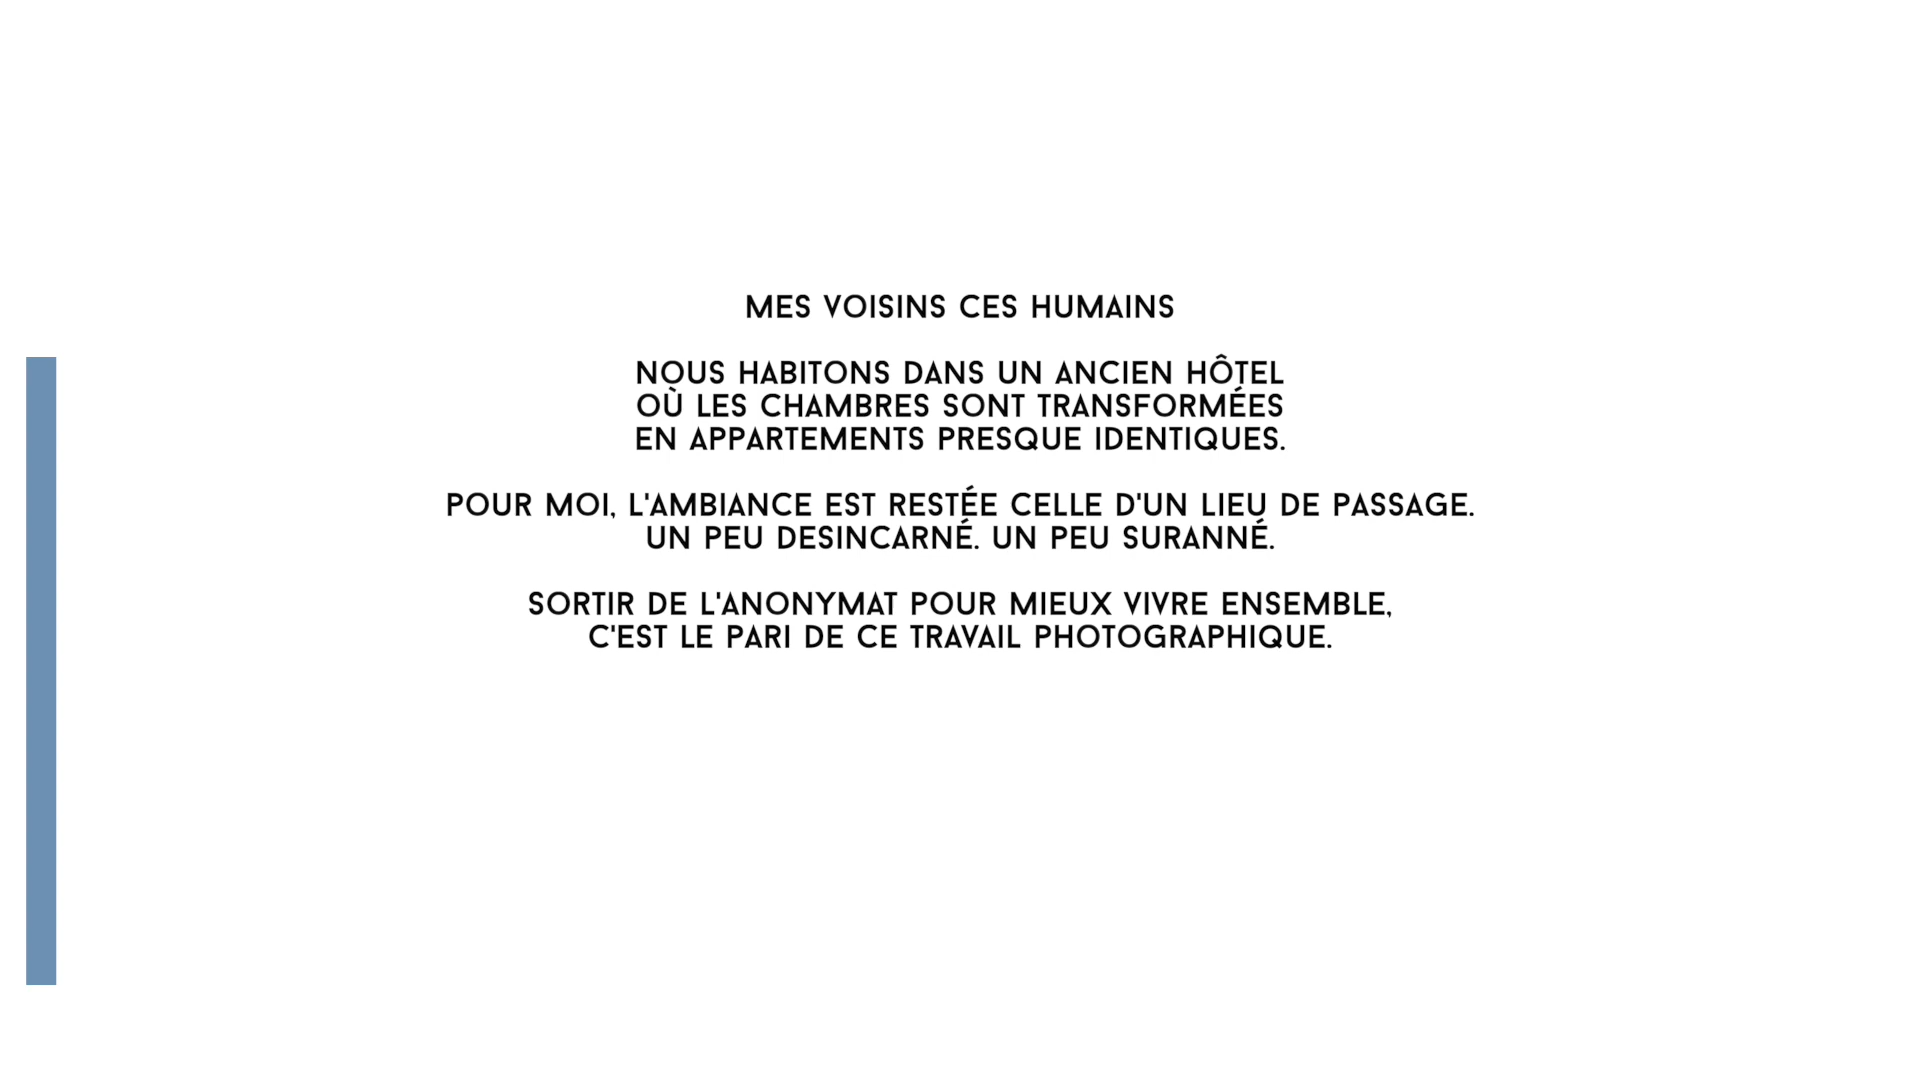 MES VOISINS CES HUMAINS
NOUS HABITONS DANS UN ANCIEN HÔTEL
OÙ LES CHAMBRES SONT TRANSFORMÉES
EN APPARTEMENTS PRESQUE IDENTIQUES.
POUR MOI, L'AMBIANCE EST RESTÉE CELLE D'UN LIEU DE PASSAGE.
UN PEU DESINCARNÉ. UN PEU SURANNÉ.
SORTIR DE L'ANONYMAT POUR MIEUX VIVRE ENSEMBLE,
C'EST LE PARI DE CE TRAVAIL PHOTOGRAPHIQUE.